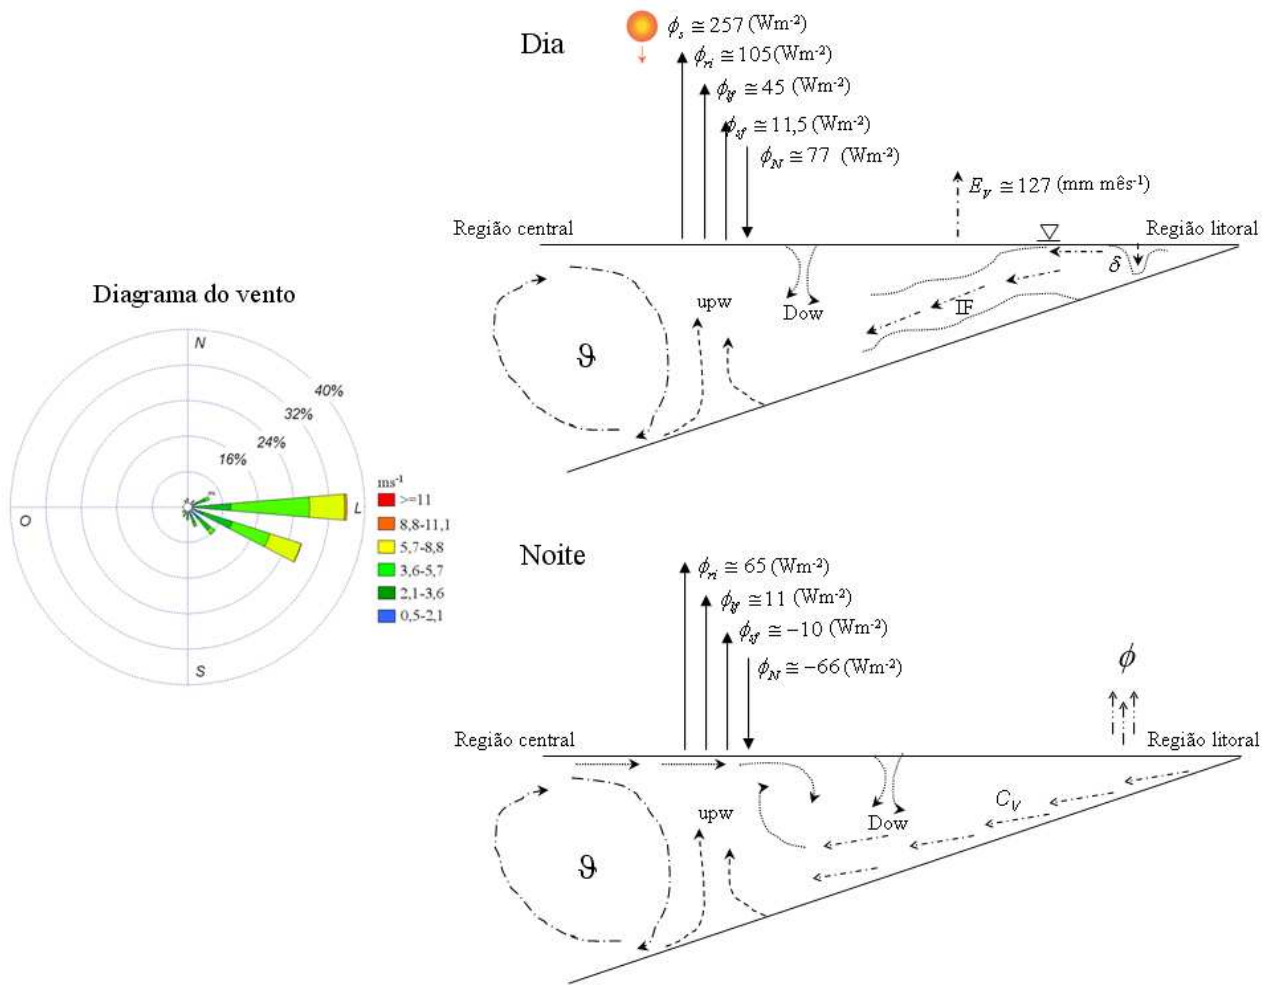 Dia
ϕs ≅ 257 (Wm-2)
ϕri ≅ 105(Wm-2)
ϕlf ≅ 45 (Wm-2)
ϕsf ≅ 11,5 (Wm-2)
ϕN ≅ 77 (Wm-2)
EV ≅ 127 (mm mês-1)
Região central
Região litoral
δ
upw
Dow
IF
ϑ
Diagrama do vento
N
40%
32%
24%
16%
O
L
S
ms-1
>=11
8,8-11,1
5,7-8,8
3,6-5,7
2,1-3,6
0,5-2,1
Noite
ϕri ≅ 65 (Wm-2)
ϕlf ≅ 11 (Wm-2)
ϕsf ≅ −10 (Wm-2)
ϕN ≅ −66 (Wm-2)
ϕ
Região central
Região litoral
CV
upw
Dow
ϑ